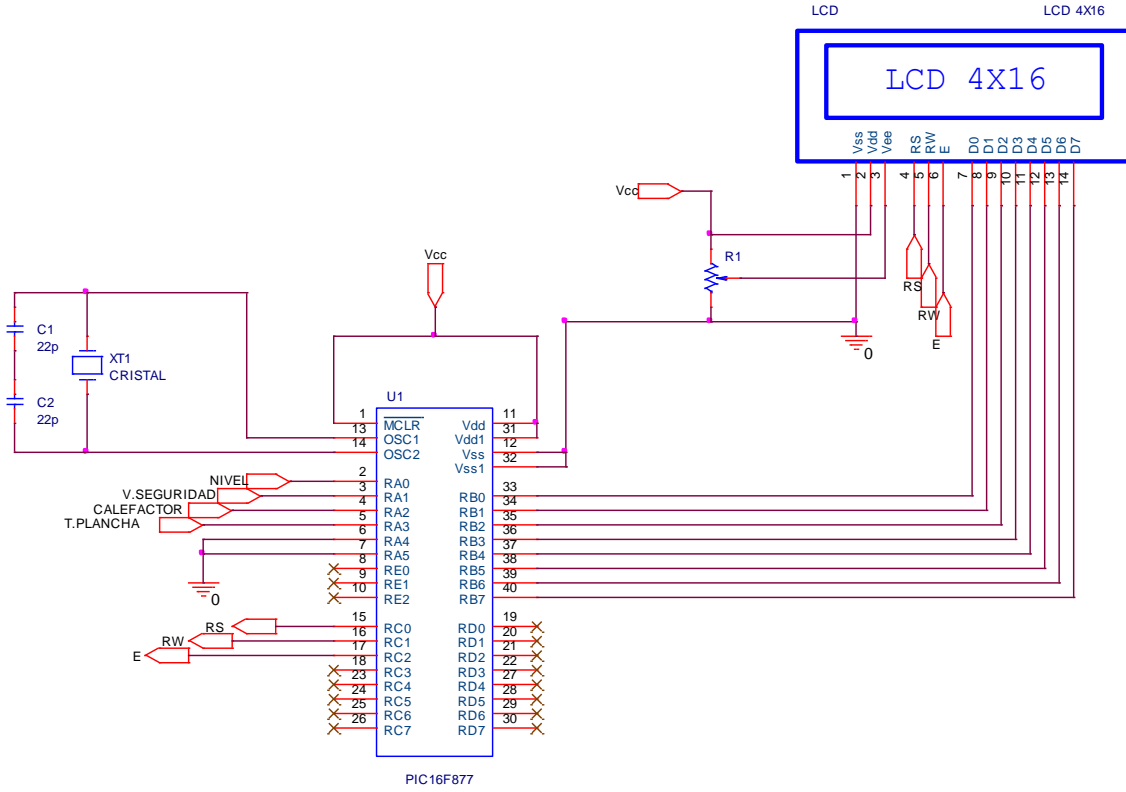 LCD
LCD 4X16
LCD 4X16
Vss
Vdd
Vee
RS
RW
E
D0
D1
D2
D3
D4
D5
D6
D7
1
2
3
4
5
6
7
8
9
10
11
12
13
14
Vcc
R1
RS
RW
E
0
Vcc
C1
22p
XT1
CRISTAL
C2
22p
U1
1 MCLR
13 OSC1
14 OSC2
11 Vdd
31 Vdd1
12 Vss
32 Vss1
NIVEL 2 RA0
V.SEGURIDAD 3 RA1
CALEFACTOR 4 RA2
T.PLANCHA 5 RA3
6 RA4
7 RA5
8 RE0
9 RE1
10 RE2
0
33 RB0
34 RB1
35 RB2
36 RB3
37 RB4
38 RB5
39 RB6
40 RB7
RS 15 RC0
RW 16 RC1
E 17 RC2
18 RC3
23 RC4
24 RC5
25 RC6
26 RC7
19 RD0
20 RD1
21 RD2
22 RD3
27 RD4
28 RD5
29 RD6
30 RD7
PIC16F877